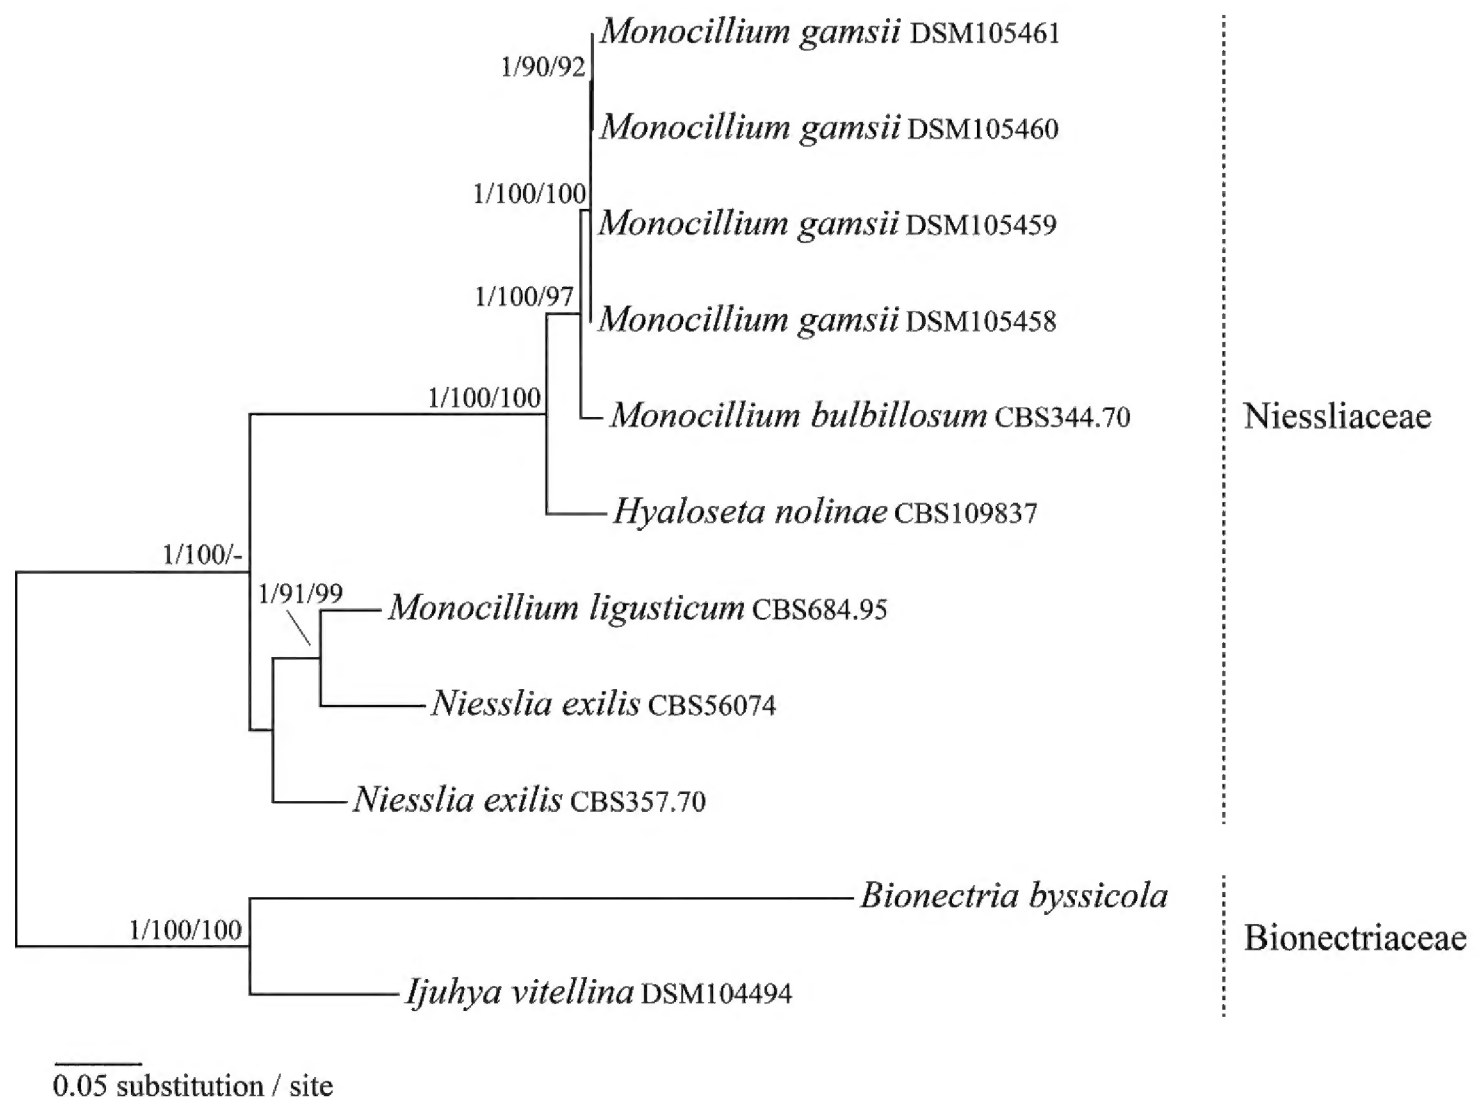 Monocillium gamsii DSM105461
1/90/92
Monocillium gamsii DSM105460
1/100/100
Monocillium gamsii DSM105459
1/100/97
Monocillium gamsii DSM105458
1/100/100
Monocillium bulbillosum CBS344.70
Niessliaceae
Hyaloseta nolinae CBS109837
1/100/-
1/91/99
Monocillium ligusticum CBS684.95
Niesslia exilis CBS56074
Niesslia exilis CBS357.70
Bionectria byssicola
1/100/100
Bionectriaceae
Ijuhya vitellina DSM104494
0.05 substitution / site